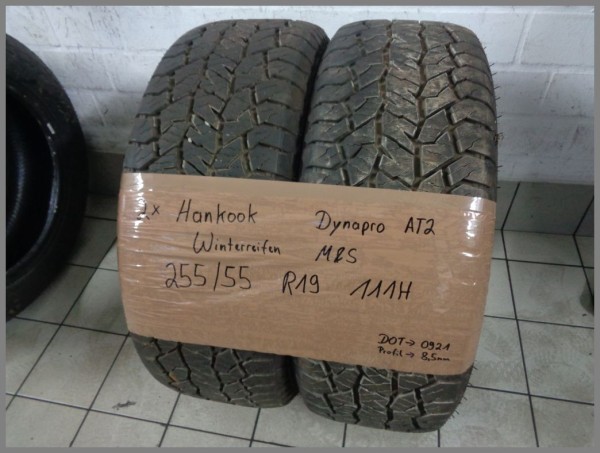 2x Hankook Dynapro AT2
Winterreifen M&S
255/55 R19 111H
DOT→ 0921
Profil→ 8,5mm